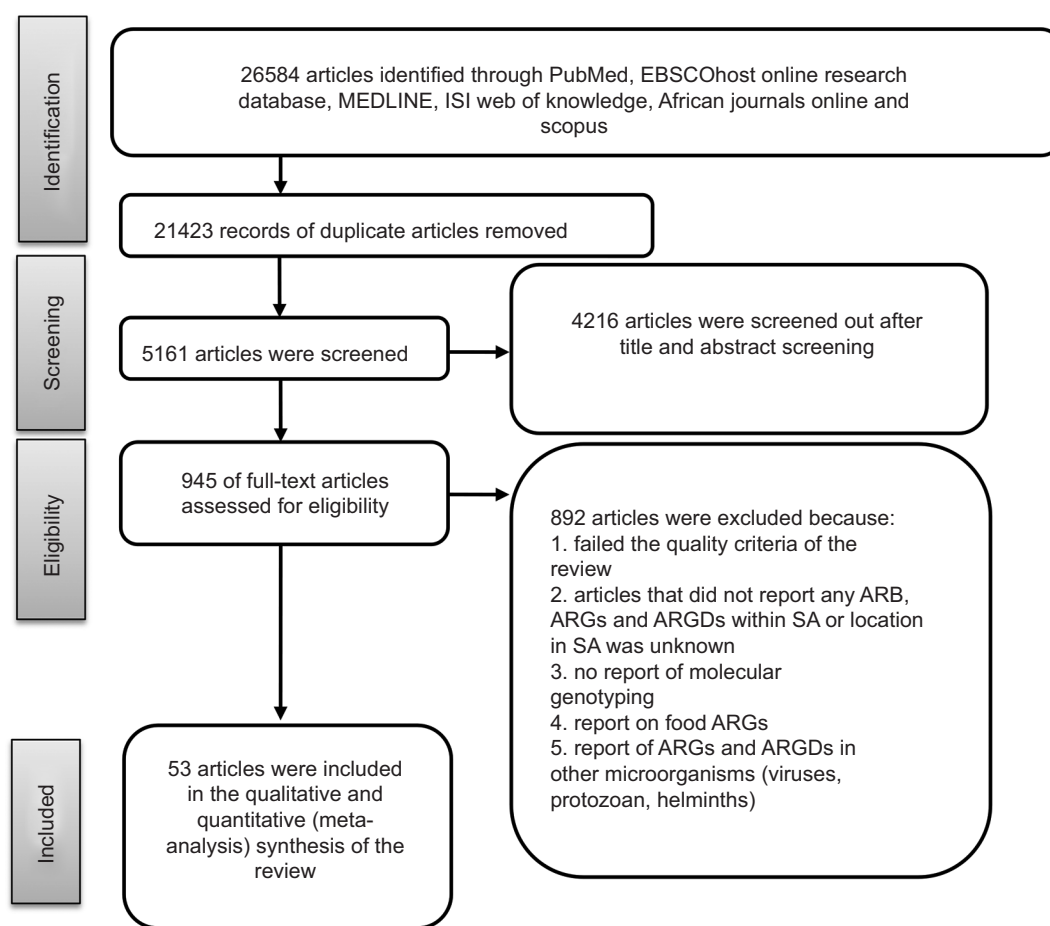 Identification
26584 articles identified through PubMed, EBSCOhost online research
database, MEDLINE, ISI web of knowledge, African journals online and
scopus
21423 records of duplicate articles removed
Screening
5161 articles were screened
4216 articles were screened out after
title and abstract screening
Eligibility
945 of full-text articles
assessed for eligibility
892 articles were excluded because:
1. failed the quality criteria of the
review
2. articles that did not report any ARB,
ARGs and ARGDs within SA or location
in SA was unknown
3. no report of molecular
genotyping
4. report on food ARGs
5. report of ARGs and ARGDs in
other microorganisms (viruses,
protozoan, helminths)
Included
53 articles were included
in the qualitative and
quantitative (meta-
analysis) synthesis of the
review